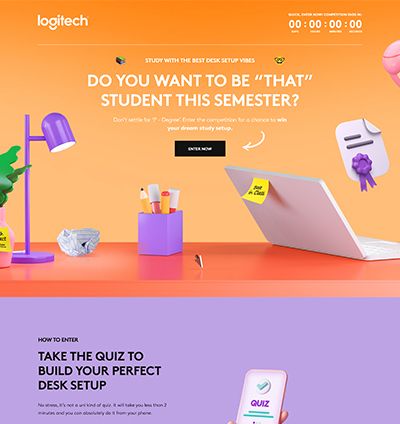 logitech
QUICK, ENTER NOW! COMPETITION ENDS IN:
00 : 00 : 00 : 00
DAYS HOURS MINUTES SECONDS
STUDY WITH THE BEST DESK SETUP VIBES
DO YOU WANT TO BE “THAT”
STUDENT THIS SEMESTER?
Don't settle by '1° - Degree'. Enter the competition for a chance to win
your dream study setup.
ENTER NOW
Best
in Class
HOW TO ENTER
TAKE THE QUIZ TO
BUILD YOUR PERFECT
DESK SETUP
No stress, it's not a uni kind of quiz. It will take you less than 2
minutes and you can absolutely do it from your phone.
QUIZ